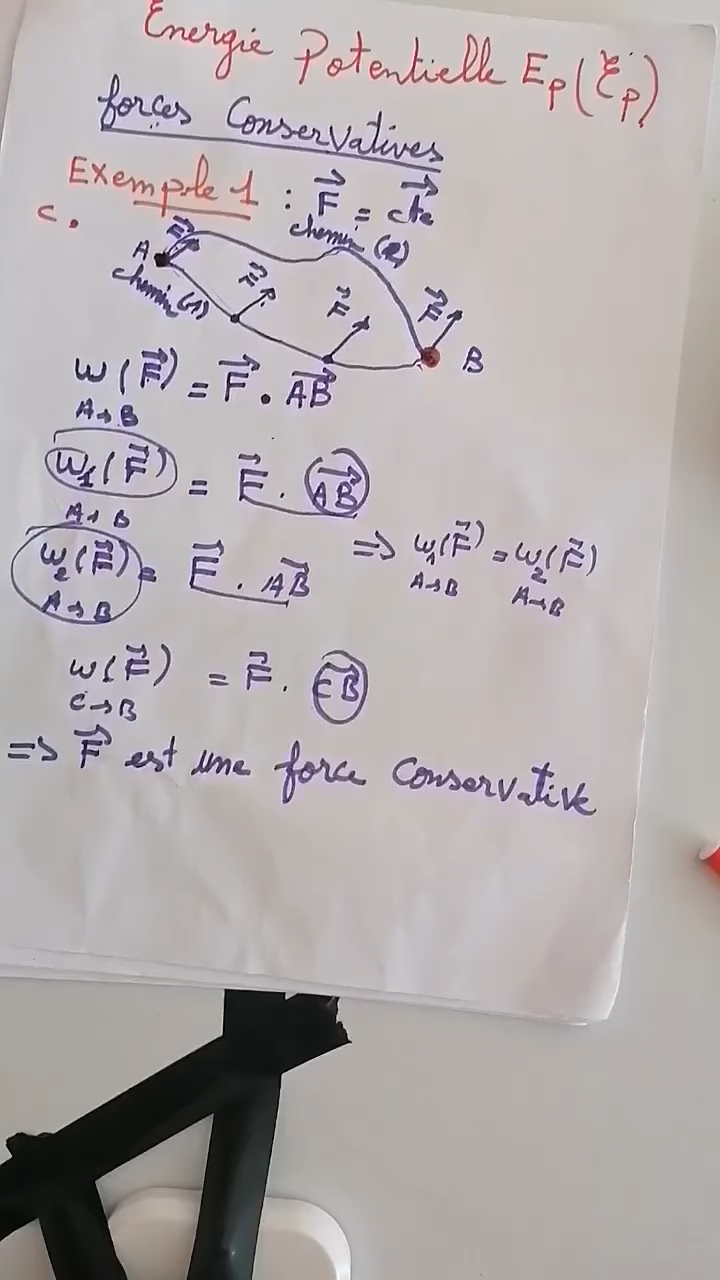 Energie Potentielle Ep(Ep)
forces Conservatives
Exemple 1 : F⃗ = cte⃗
c.
chemin (2)
A F⃗
chemin (1) F⃗ F⃗ F⃗ B
W(F⃗) = F⃗ . AB⃗
A→B
W₁(F⃗) = F⃗ . AB⃗
A→B
W₂(F⃗) = F⃗ . AB⃗ => W₁(F⃗) = W₂(F⃗)
A→B A→B A→B
W(F⃗) = F⃗ . CB⃗
C→B
=> F⃗ est une force Conservative